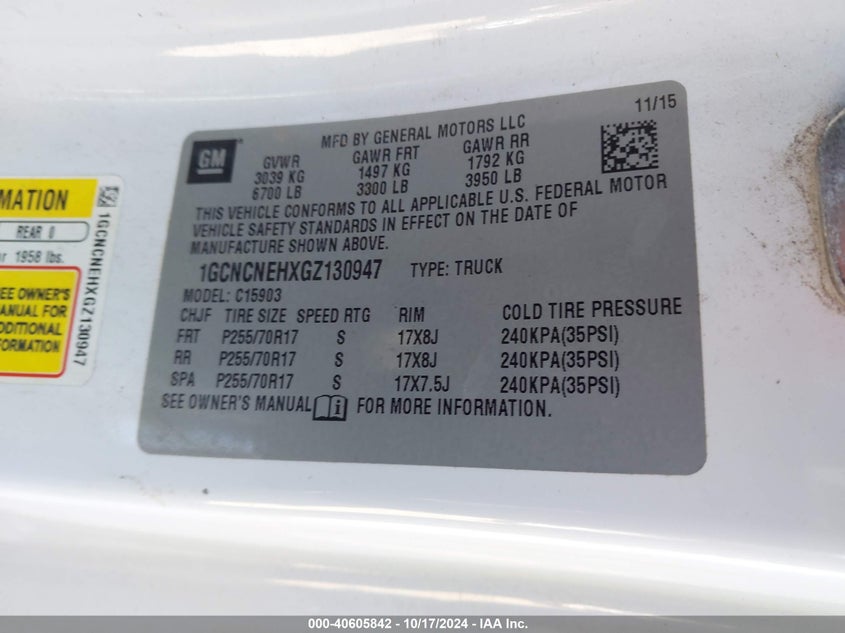 11/15
GM
MFD BY GENERAL MOTORS LLC
GVWR GAWR FRT GAWR RR
3039 KG 1497 KG 1792 KG
6700 LB 3300 LB 3950 LB
THIS VEHICLE CONFORMS TO ALL APPLICABLE U.S. FEDERAL MOTOR
VEHICLE SAFETY STANDARDS IN EFFECT ON THE DATE OF
MANUFACTURE SHOWN ABOVE.
1GCNCNEHXGZ130947 TYPE: TRUCK
MODEL: C15903
CHJF TIRE SIZE SPEED RTG RIM COLD TIRE PRESSURE
FRT P255/70R17 S 17X8J 240KPA(35PSI)
RR P255/70R17 S 17X8J 240KPA(35PSI)
SPA P255/70R17 S 17X7.5J 240KPA(35PSI)
SEE OWNER'S MANUAL i FOR MORE INFORMATION.
MATION
REAR 0
1958 lbs.
SEE OWNER'S
MANUAL FOR
ADDITIONAL
INFORMATION
1GCNCNEHXGZ130947
000-40605842 - 10/17/2024 - IAA Inc.